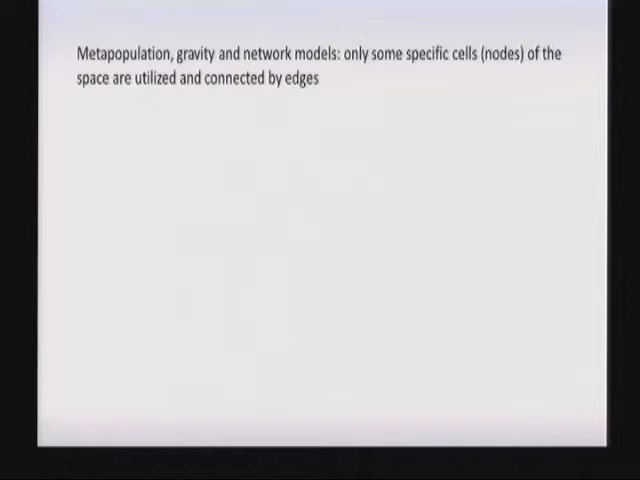 Metapopulation, gravity and network models: only some specific cells (nodes) of the
space are utilized and connected by edges